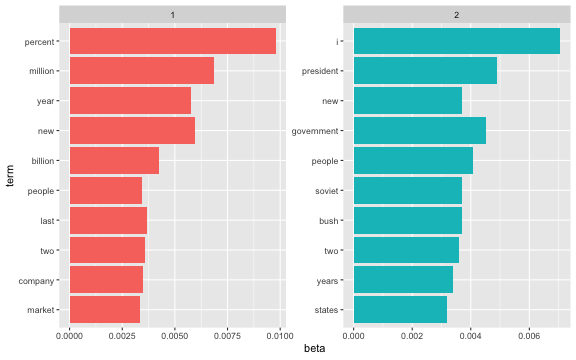 1
2
term
percent
million
year
new
billion
people
last
two
company
market
i
president
new
government
people
soviet
bush
two
years
states
0.0000 0.0025 0.0050 0.0075 0.0100
0.000 0.002 0.004 0.006
beta